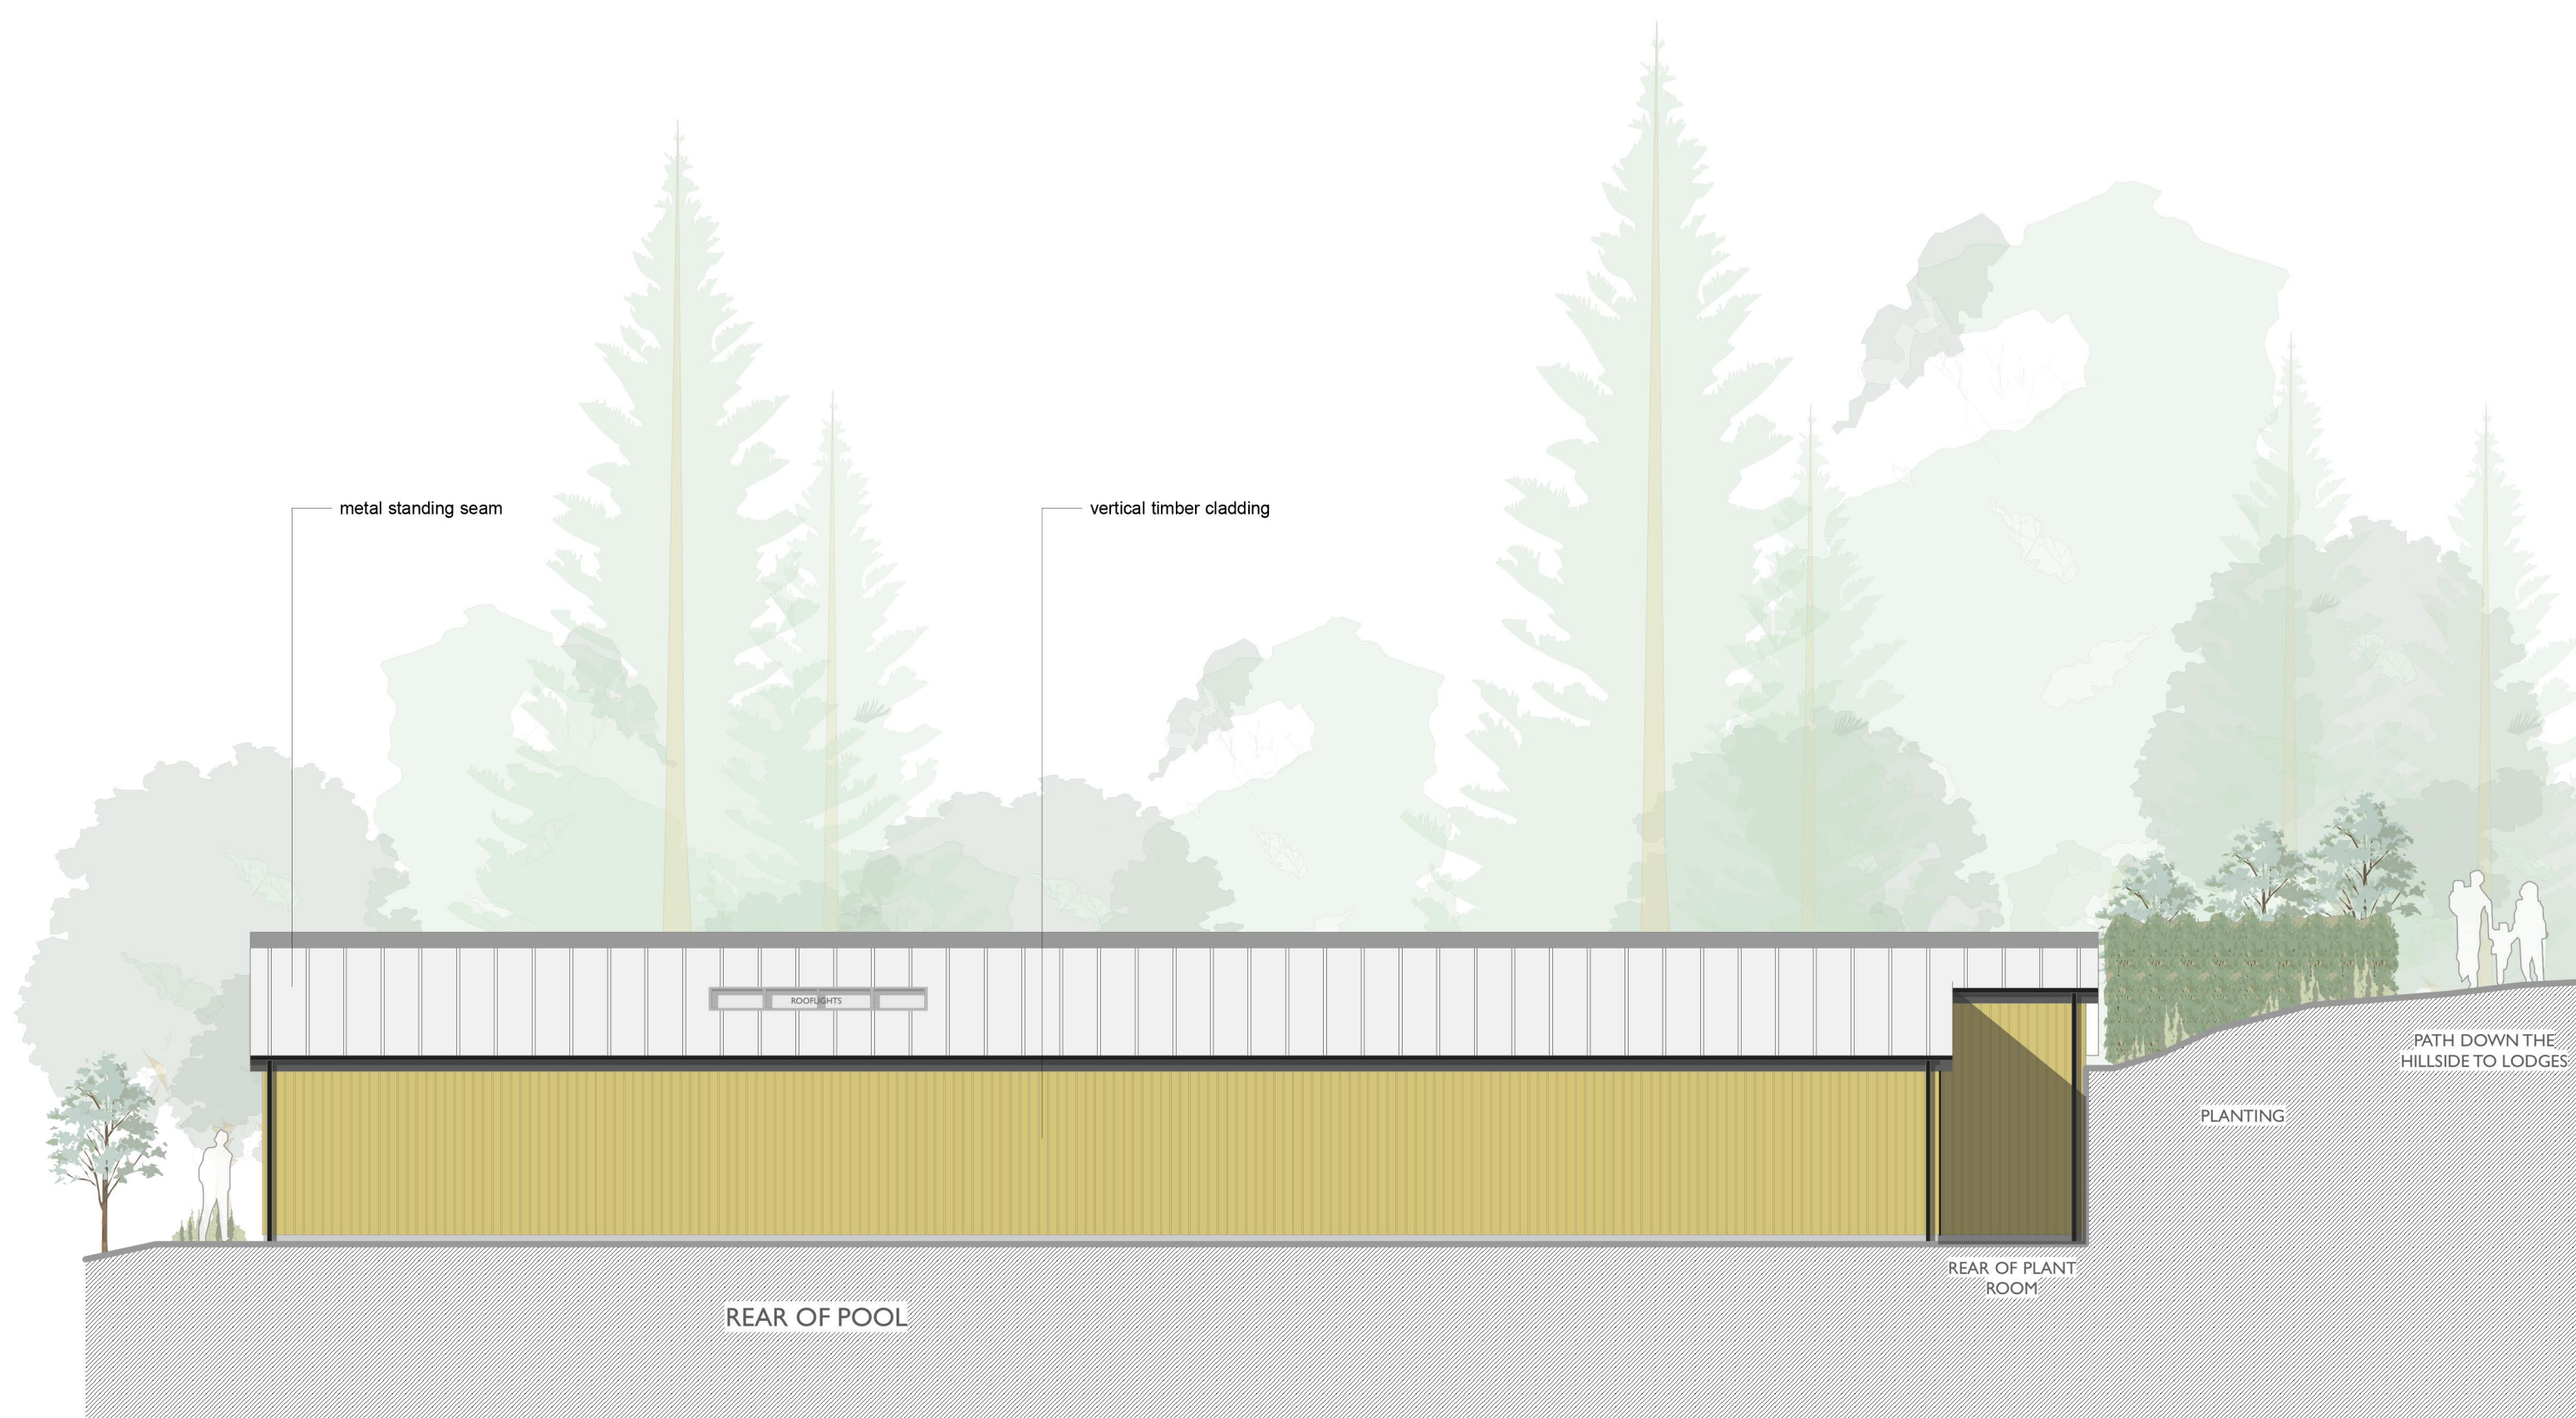 metal standing seam
vertical timber cladding
ROOFLIGHTS
PATH DOWN THE
HILLSIDE TO LODGES
PLANTING
REAR OF PLANT
ROOM
REAR OF POOL